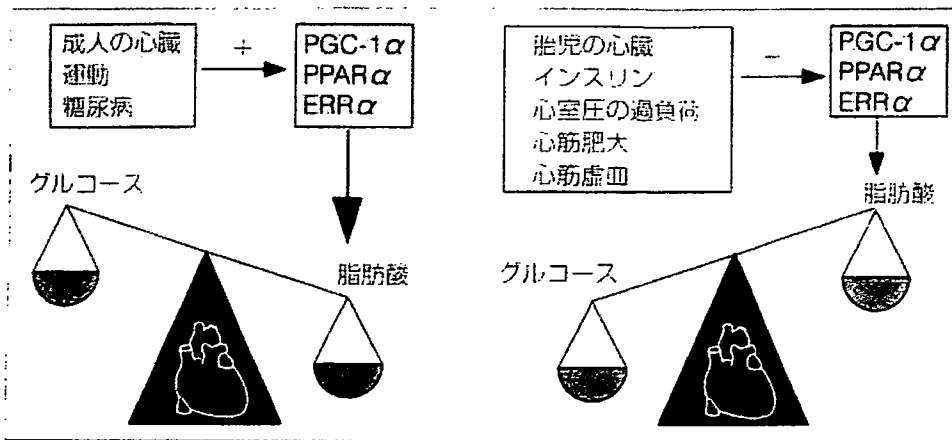 成人の心臓
運動
糖尿病
+
PGC-1α
PPARα
ERRα
グルコース
脂肪酸
胎児の心臓
インスリン
心室圧の過負荷
心筋肥大
心筋虚血
−
PGC-1α
PPARα
ERRα
脂肪酸
グルコース